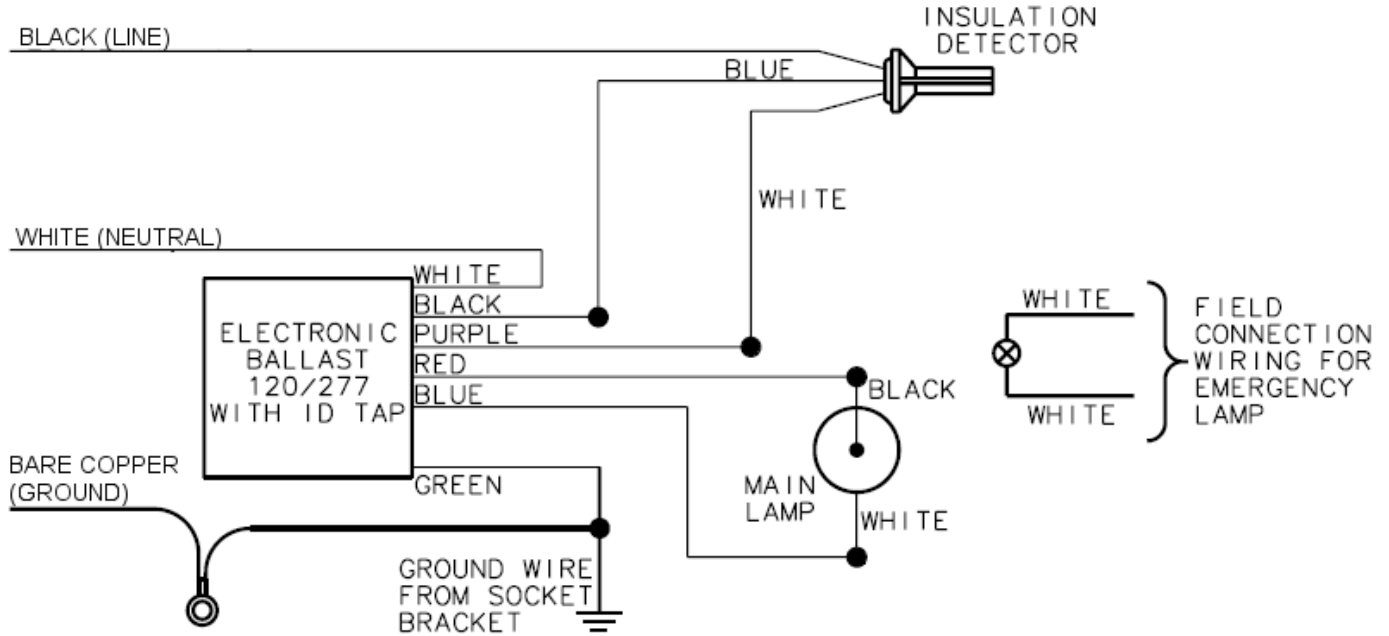 BLACK (LINE)
INSULATION
DETECTOR
BLUE
WHITE
WHITE (NEUTRAL)
WHITE
BLACK
PURPLE
RED
BLUE
ELECTRONIC
BALLAST
120/277
WITH ID TAP
GREEN
BLACK
MAIN
LAMP
WHITE
WHITE
WHITE
FIELD
CONNECTION
WIRING FOR
EMERGENCY
LAMP
BARE COPPER
(GROUND)
GROUND WIRE
FROM SOCKET
BRACKET